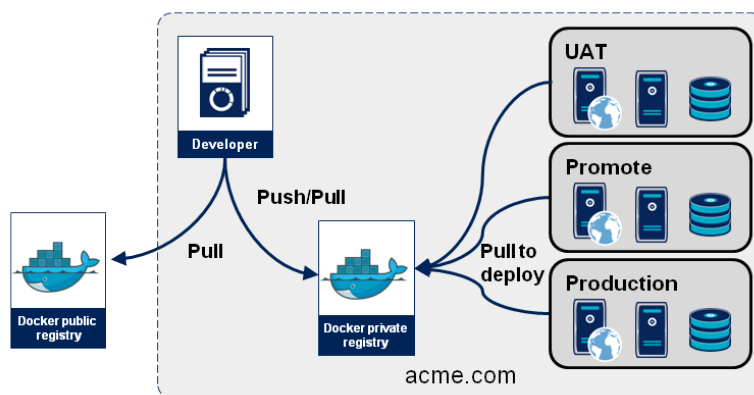 UAT
Developer
Promote
Push/Pull
Pull
Pull to
deploy
Production
Docker public
registry
Docker private
registry
acme.com